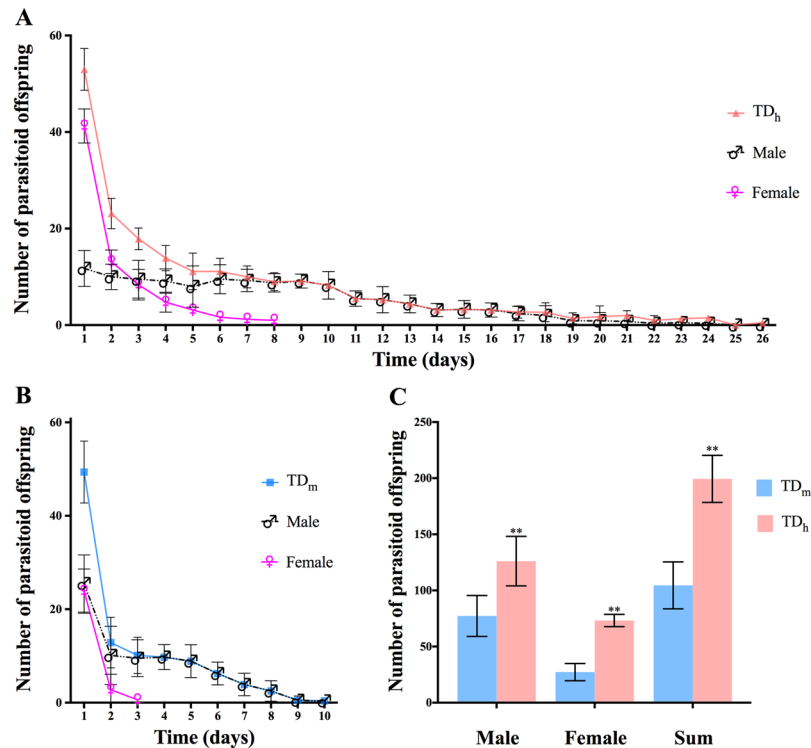 A
Number of parasitoid offspring
60
40
20
0
1 2 3 4 5 6 7 8 9 10 11 12 13 14 15 16 17 18 19 20 21 22 23 24 25 26
Time (days)
TDh
Male
Female
B
Number of parasitoid offspring
60
40
20
0
1 2 3 4 5 6 7 8 9 10
Time (days)
TDm
Male
Female
C
Number of parasitoid offspring
250
200
150
100
50
0
**
**
**
Male Female Sum
TDm
TDh